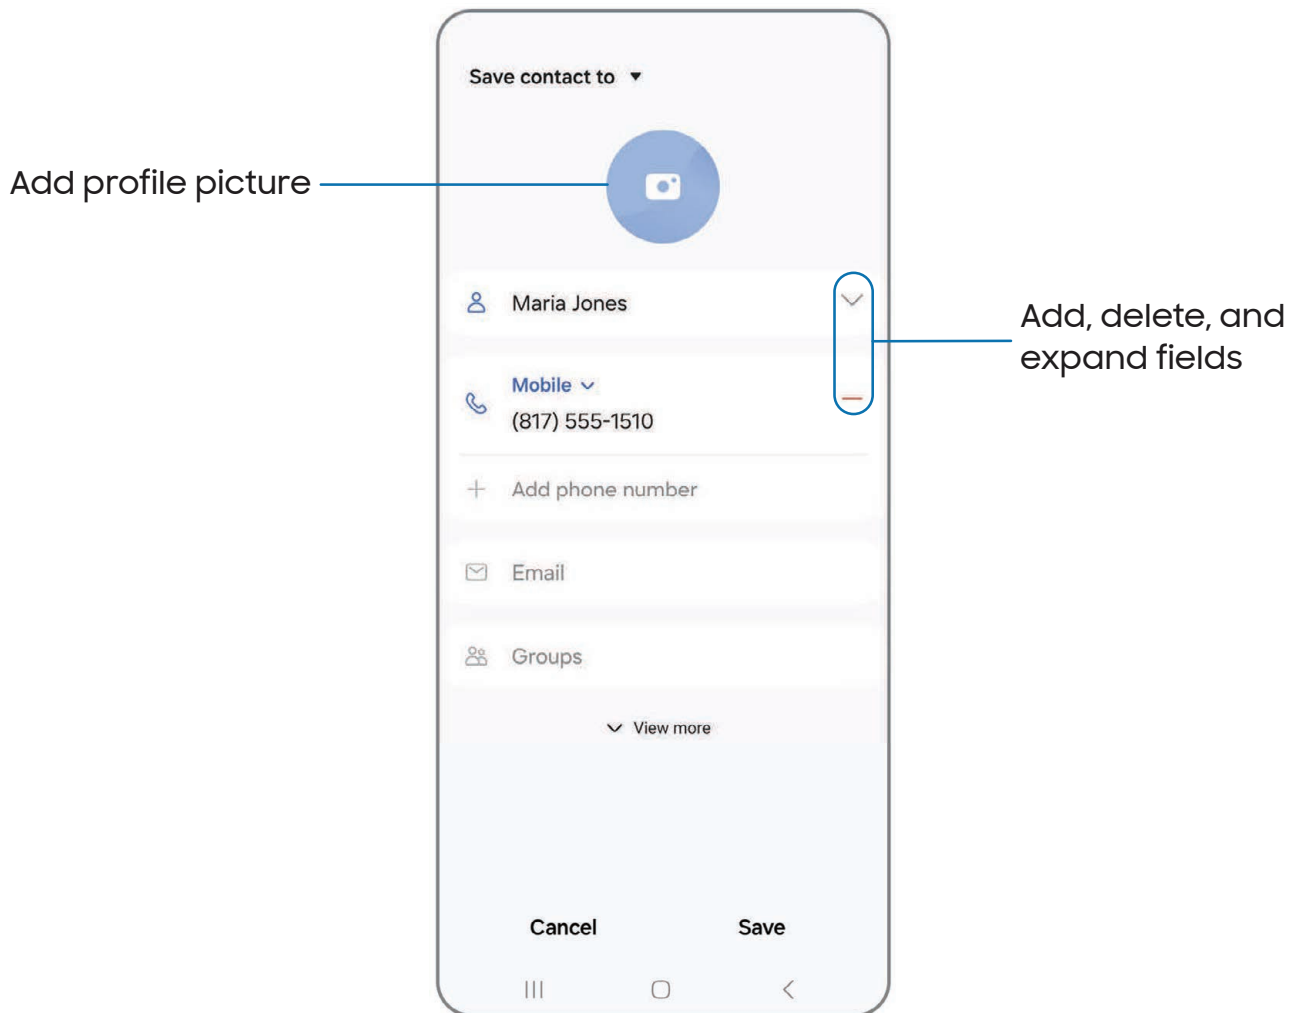 Save contact to
Add profile picture
Maria Jones
Add, delete, and
expand fields
Mobile
(817) 555-1510
Add phone number
Email
Groups
View more
Cancel
Save